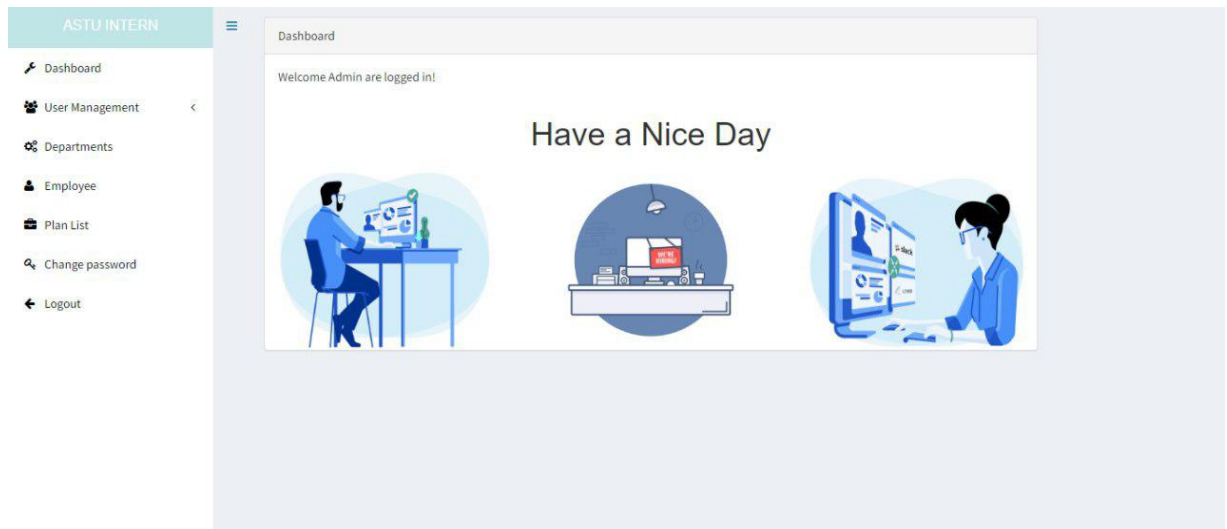 ASTU INTERN
Dashboard
User Management
Departments
Employee
Plan List
Change password
Logout
Dashboard
Welcome Admin are logged in!
Have a Nice Day
WE'RE
HIRING!
slack